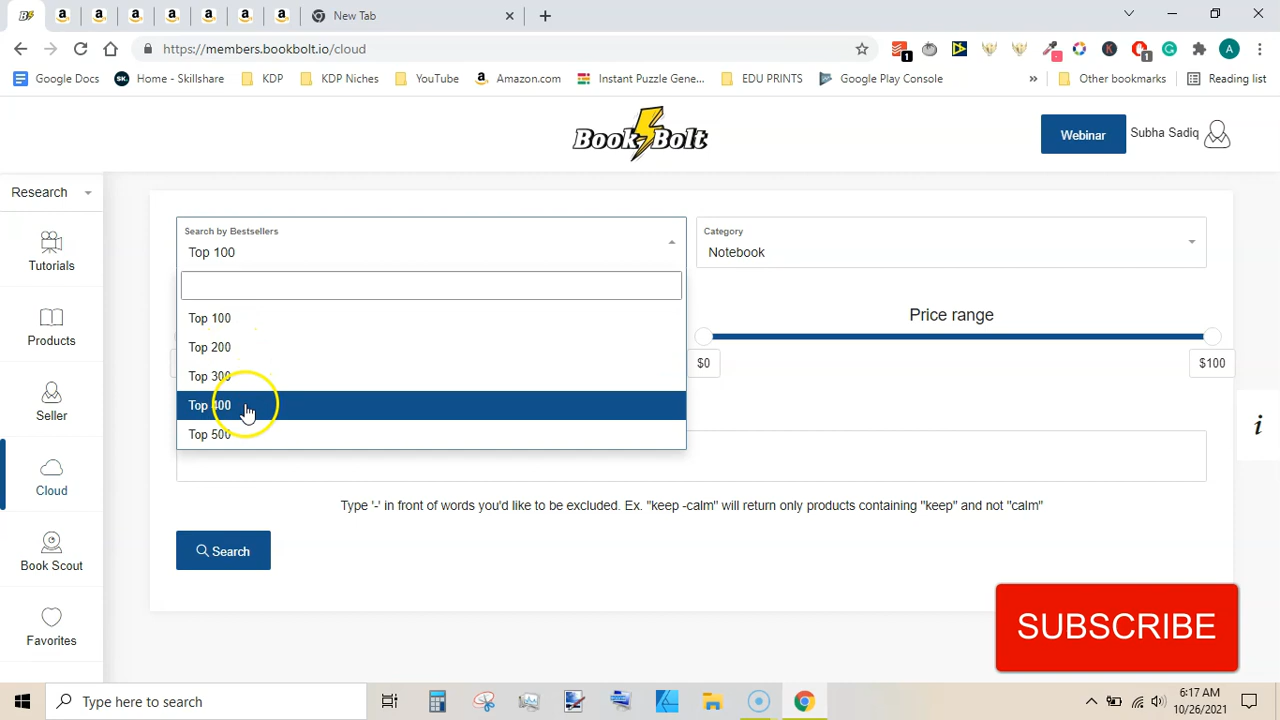 New Tab
https://members.bookbolt.io/cloud
Google Docs
Home - Skillshare
KDP
KDP Niches
YouTube
Amazon.com
Instant Puzzle Gene...
EDU PRINTS
Google Play Console
»
Other bookmarks
Reading list
Book Bolt
Webinar
Subha Sadiq
Research
Tutorials
Products
Seller
Cloud
Book Scout
Favorites
Search by Bestsellers
Top 100
Category
Notebook
Top 100
Top 200
Top 300
Top 400
Top 500
Price range
$0
$100
i
Type '-' in front of words you'd like to be excluded. Ex. "keep -calm" will return only products containing "keep" and not "calm"
Search
SUBSCRIBE
Type here to search
6:17 AM
10/26/2021